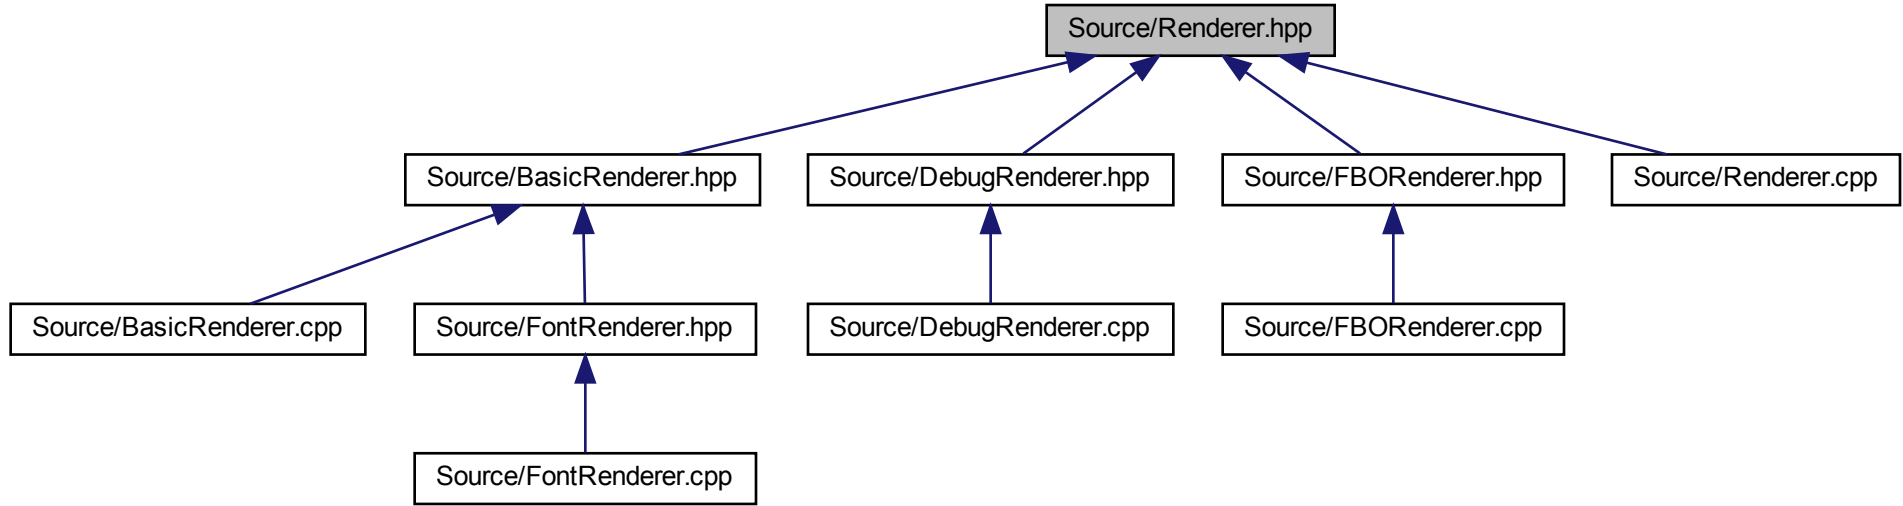 Source/Renderer.hpp
Source/BasicRenderer.hpp
Source/DebugRenderer.hpp
Source/FBORenderer.hpp
Source/Renderer.cpp
Source/BasicRenderer.cpp
Source/FontRenderer.hpp
Source/DebugRenderer.cpp
Source/FBORenderer.cpp
Source/FontRenderer.cpp